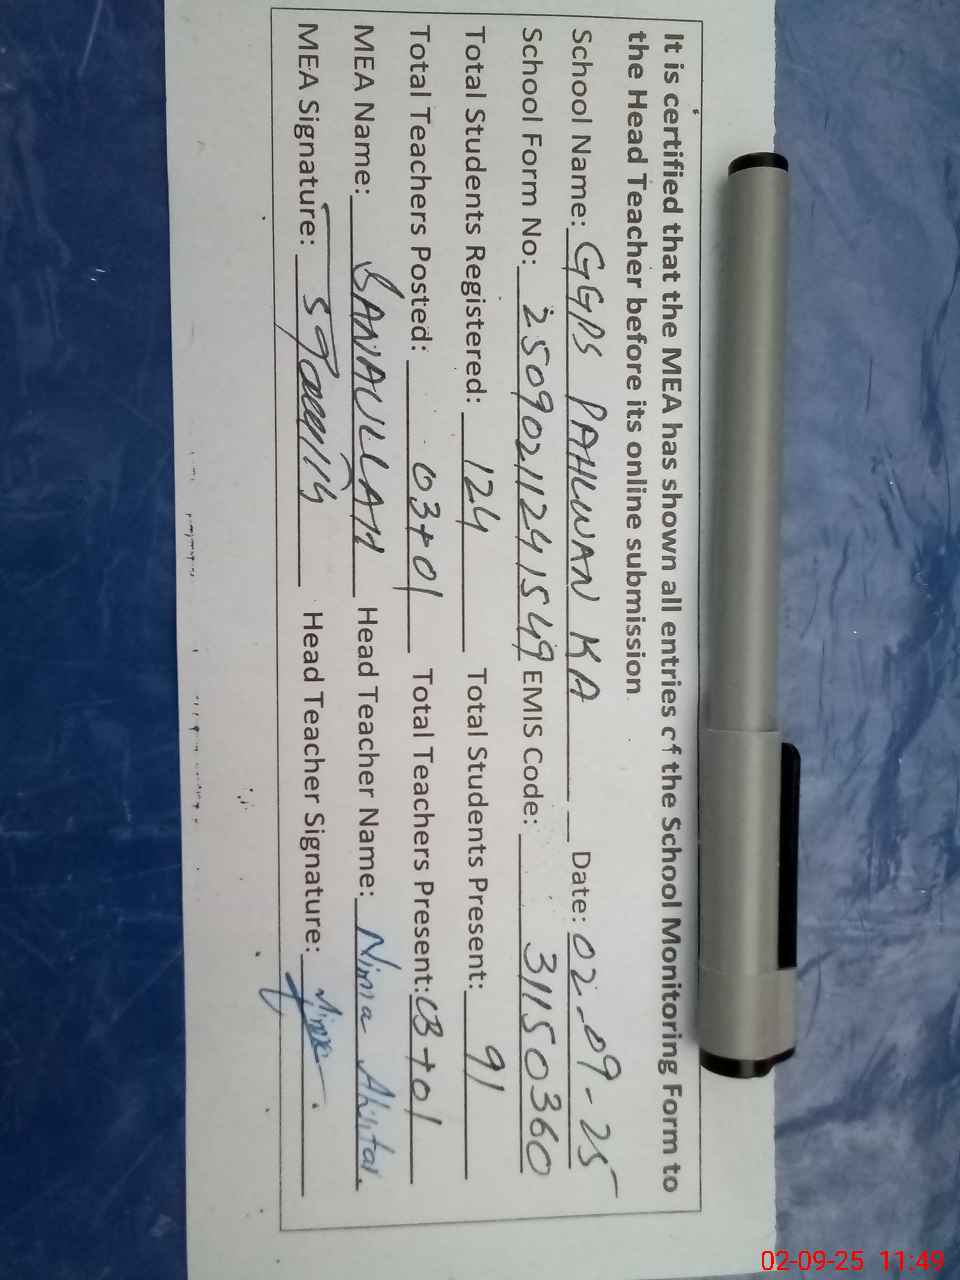 It is certified that the MEA has shown all entries of the School Monitoring Form to
the Head Teacher before its online submission.
School Name: GGPS PAHLWAN KA Date: 02-09-25
School Form No: 25090211241549 EMIS Code: 31150360
Total Students Registered: 124 Total Students Present: 91
Total Teachers Posted: 03+01 Total Teachers Present: 03+01
MEA Name: SANAULLAH Head Teacher Name: Nimra Akhtar.
MEA Signature: Head Teacher Signature:
02-09-25 11:49